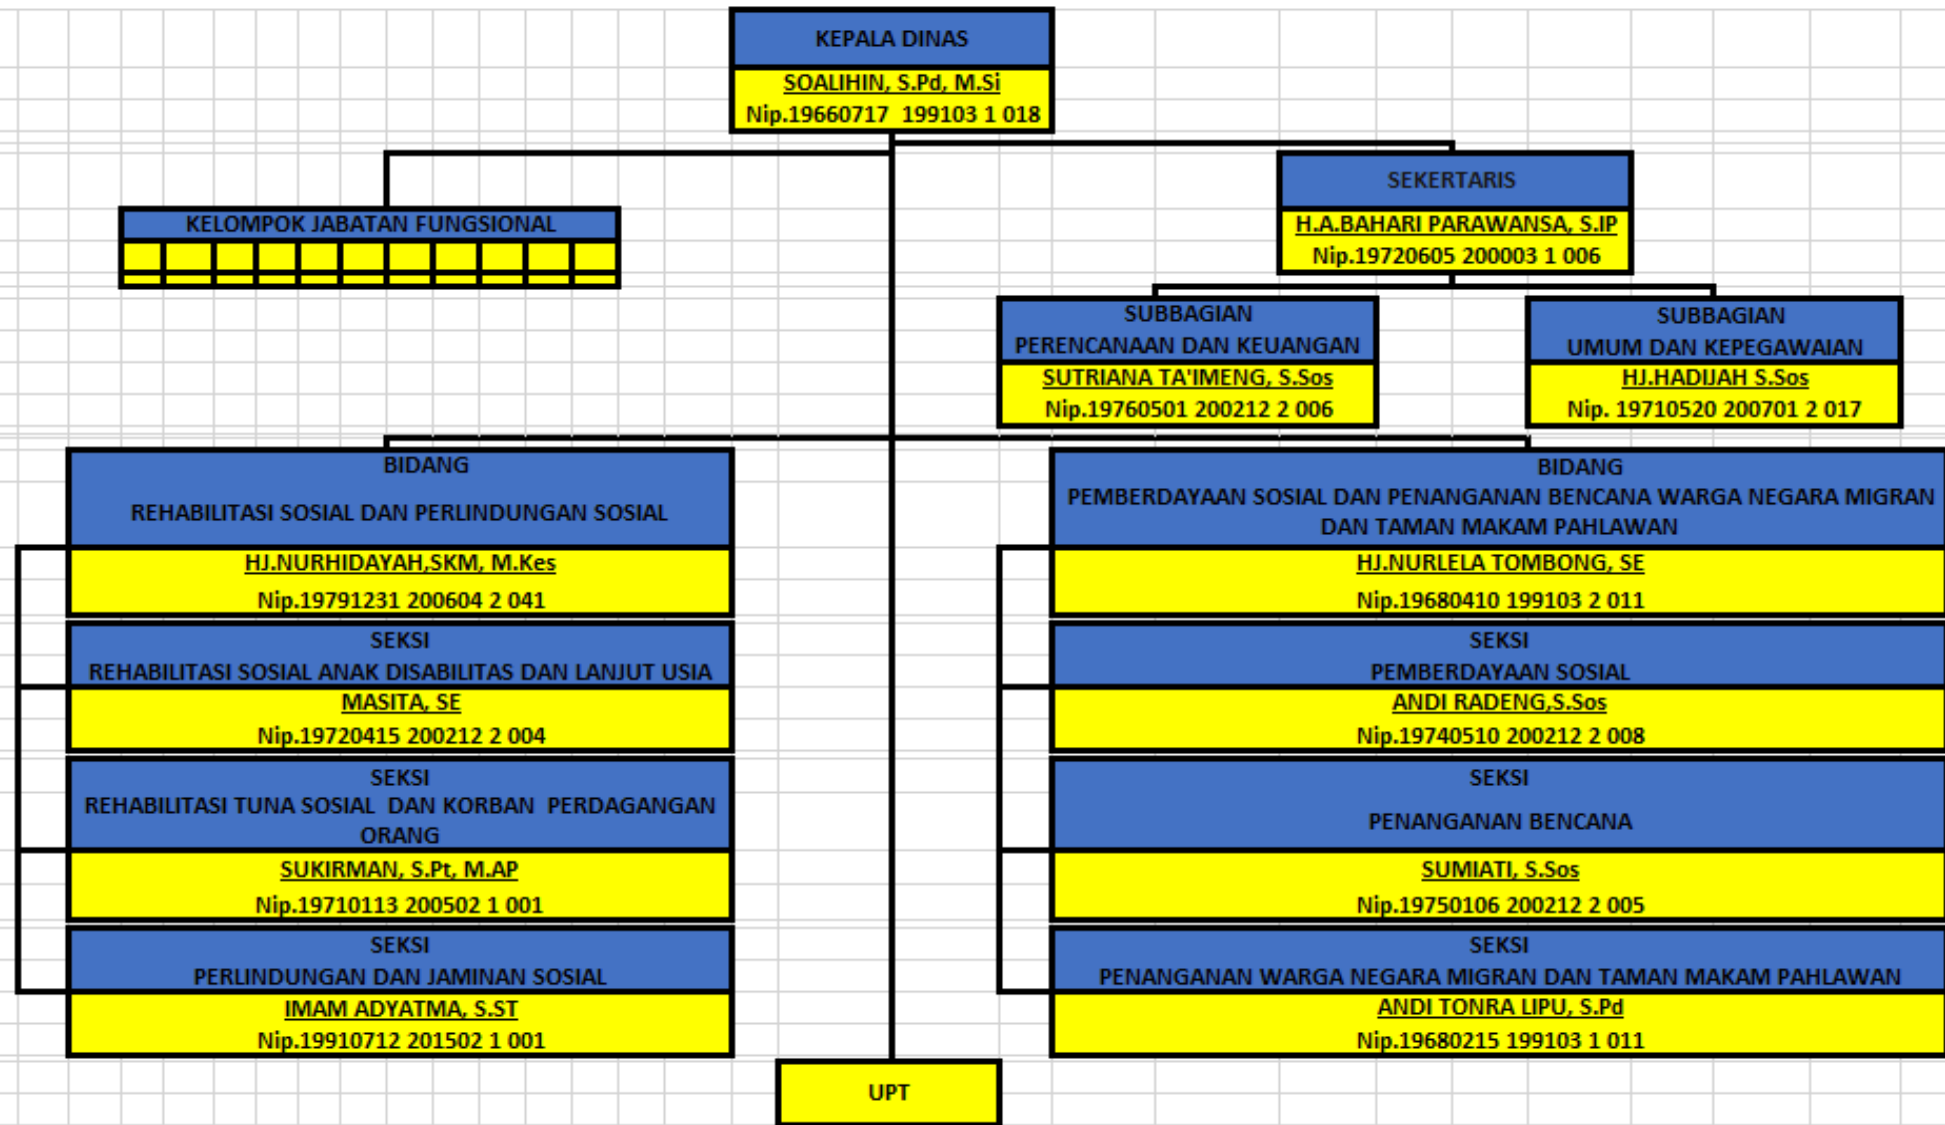 KEPALA DINAS
SOALIHIN, S.Pd, M.Si
Nip.19660717  199103 1 018
SEKERTARIS
H.A.BAHARI PARAWANSA, S.IP
Nip.19720605 200003 1 006
KELOMPOK JABATAN FUNGSIONAL
SUBBAGIAN
PERENCANAAN DAN KEUANGAN
SUTRIANA TA'IMENG, S.Sos
Nip.19760501 200212 2 006
SUBBAGIAN
UMUM DAN KEPEGAWAIAN
HJ.HADIJAH S.Sos
Nip. 19710520 200701 2 017
BIDANG
REHABILITASI SOSIAL DAN PERLINDUNGAN SOSIAL
HJ.NURHIDAYAH,SKM, M.Kes
Nip.19791231 200604 2 041
SEKSI
REHABILITASI SOSIAL ANAK DISABILITAS DAN LANJUT USIA
MASITA, SE
Nip.19720415 200212 2 004
SEKSI
REHABILITASI TUNA SOSIAL  DAN KORBAN  PERDAGANGAN
ORANG
SUKIRMAN, S.Pt, M.AP
Nip.19710113 200502 1 001
SEKSI
PERLINDUNGAN DAN JAMINAN SOSIAL
IMAM ADYATMA, S.ST
Nip.19910712 201502 1 001
BIDANG
PEMBERDAYAAN SOSIAL DAN PENANGANAN BENCANA WARGA NEGARA MIGRAN
DAN TAMAN MAKAM PAHLAWAN
HJ.NURLELA TOMBONG, SE
Nip.19680410 199103 2 011
SEKSI
PEMBERDAYAAN SOSIAL
ANDI RADENG,S.Sos
Nip.19740510 200212 2 008
SEKSI
PENANGANAN BENCANA
SUMIATI, S.Sos
Nip.19750106 200212 2 005
SEKSI
PENANGANAN WARGA NEGARA MIGRAN DAN TAMAN MAKAM PAHLAWAN
ANDI TONRA LIPU, S.Pd
Nip.19680215 199103 1 011
UPT